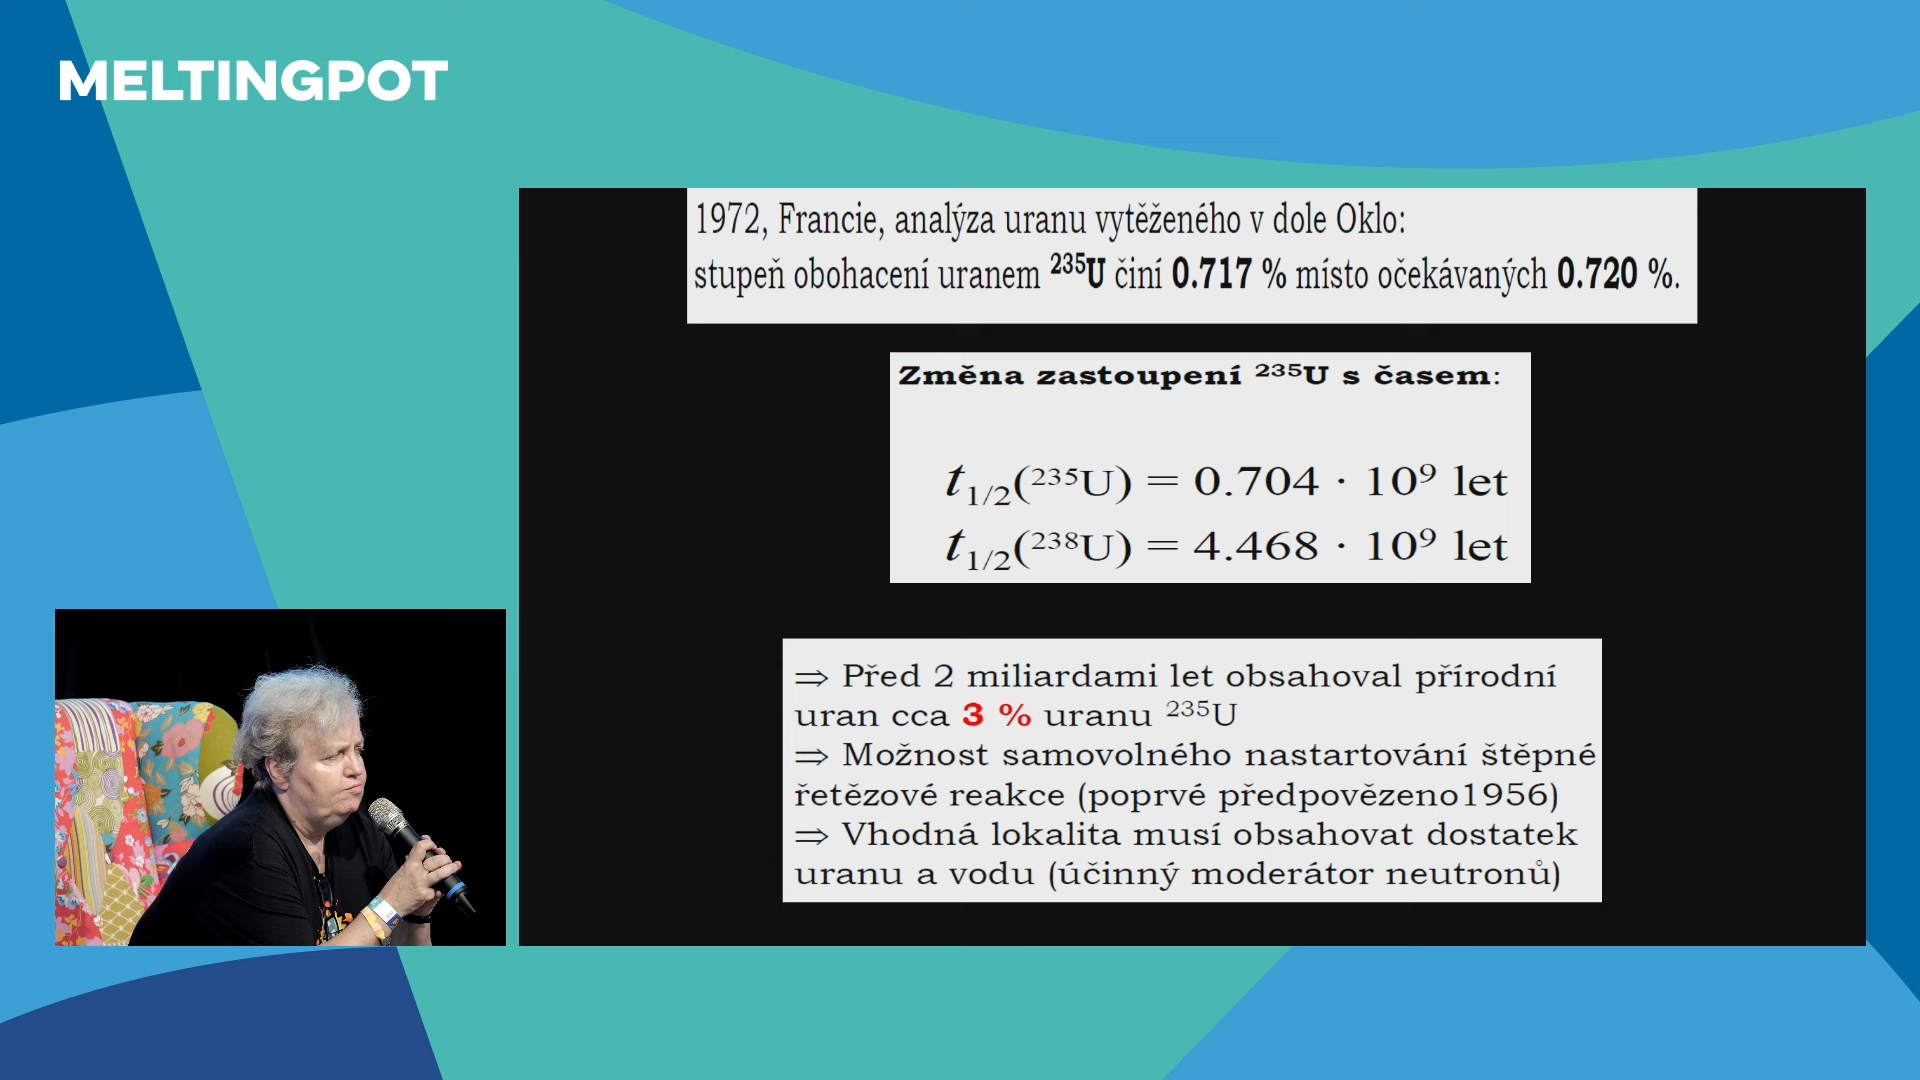 MELTINGPOT
1972, Francie, analýza uranu vytěženého v dole Oklo:
stupeň obohacení uranem ²³⁵U činí 0.717 % místo očekávaných 0.720 %.
Změna zastoupení ²³⁵U s časem:
t₁/₂(²³⁵U) = 0.704 · 10⁹ let
t₁/₂(²³⁸U) = 4.468 · 10⁹ let
⇒ Před 2 miliardami let obsahoval přírodní
uran cca 3 % uranu ²³⁵U
⇒ Možnost samovolného nastartování štěpné
řetězové reakce (poprvé předpovězeno1956)
⇒ Vhodná lokalita musí obsahovat dostatek
uranu a vodu (účinný moderátor neutronů)